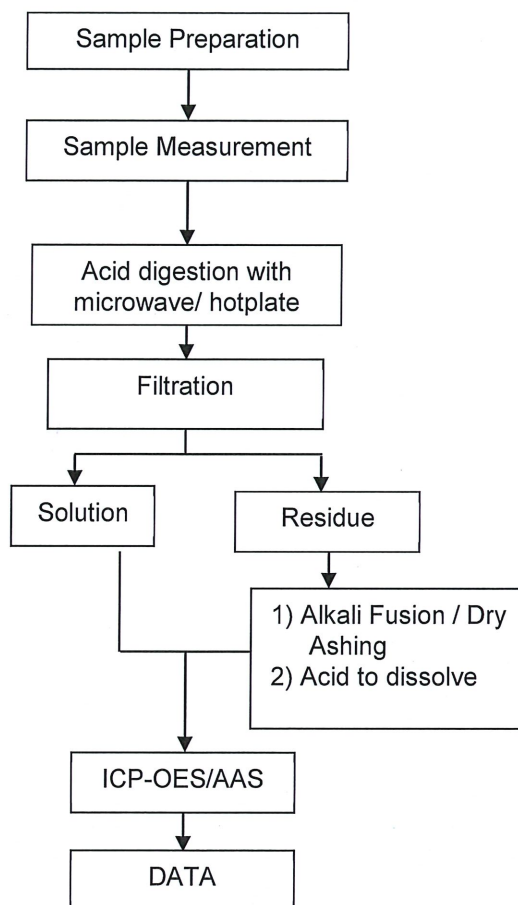 Sample Preparation
Sample Measurement
Acid digestion with
microwave/ hotplate
Filtration
Solution
Residue
1) Alkali Fusion / Dry
Ashing
2) Acid to dissolve
ICP-OES/AAS
DATA